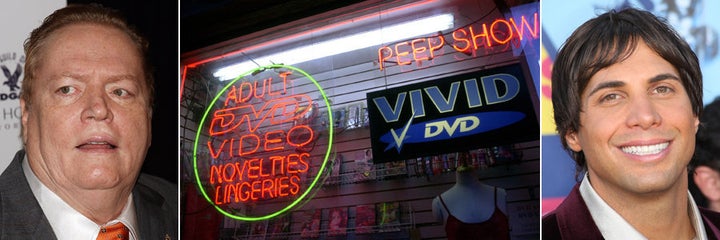 ADULT
DVD
VIDEO
NOVELTIES
LINGERIES
PEEP SHOW
VIVID
DVD